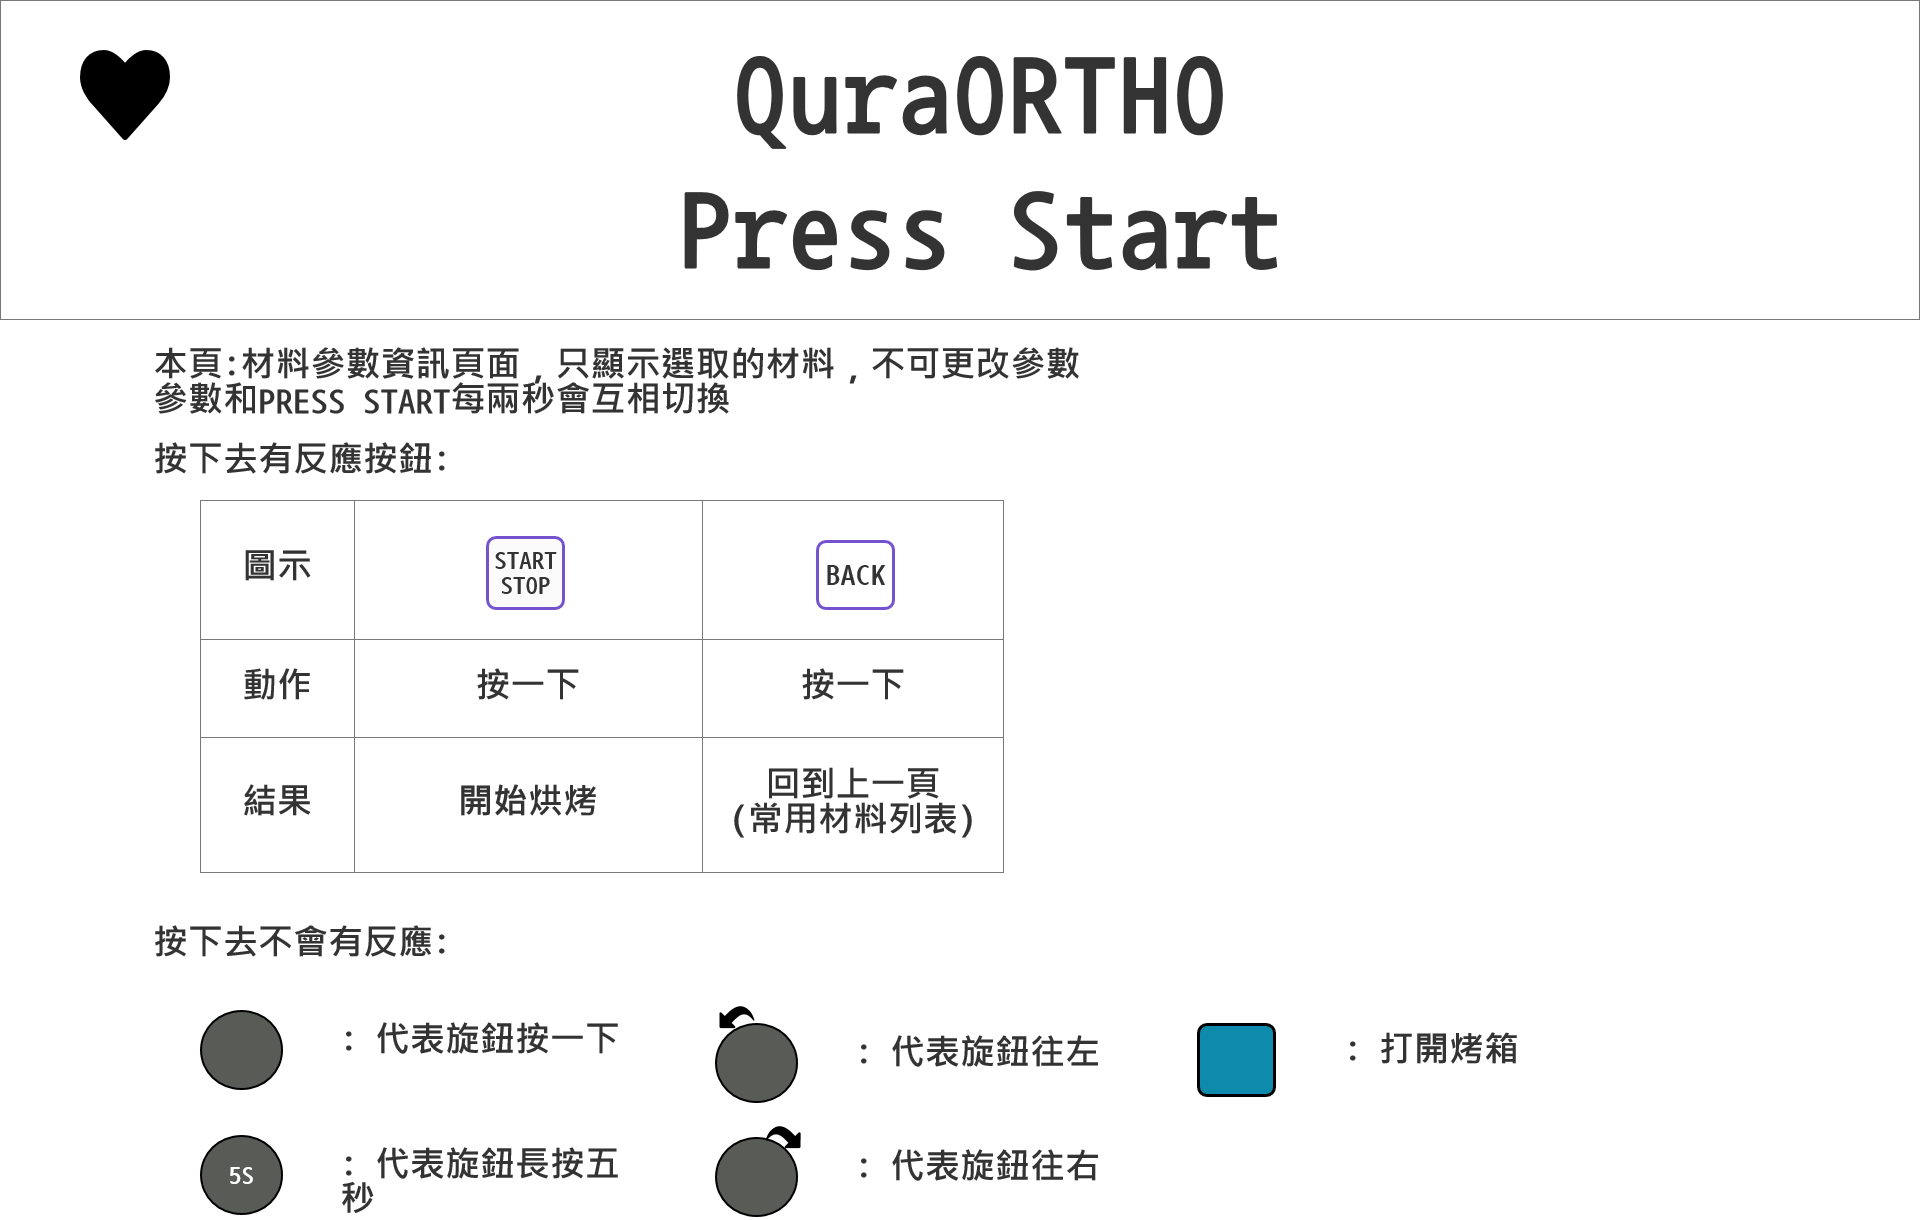 QuraORTHO
Press Start
本頁:材料參數資訊頁面,只顯示選取的材料,不可更改參數
參數和PRESS START每兩秒會互相切換
按下去有反應按鈕:
圖示
START
STOP
BACK
動作
按一下
按一下
結果
開始烘烤
回到上一頁
(常用材料列表)
按下去不會有反應:
: 代表旋鈕按一下
: 代表旋鈕往左
: 打開烤箱
5S
: 代表旋鈕長按五
秒
: 代表旋鈕往右